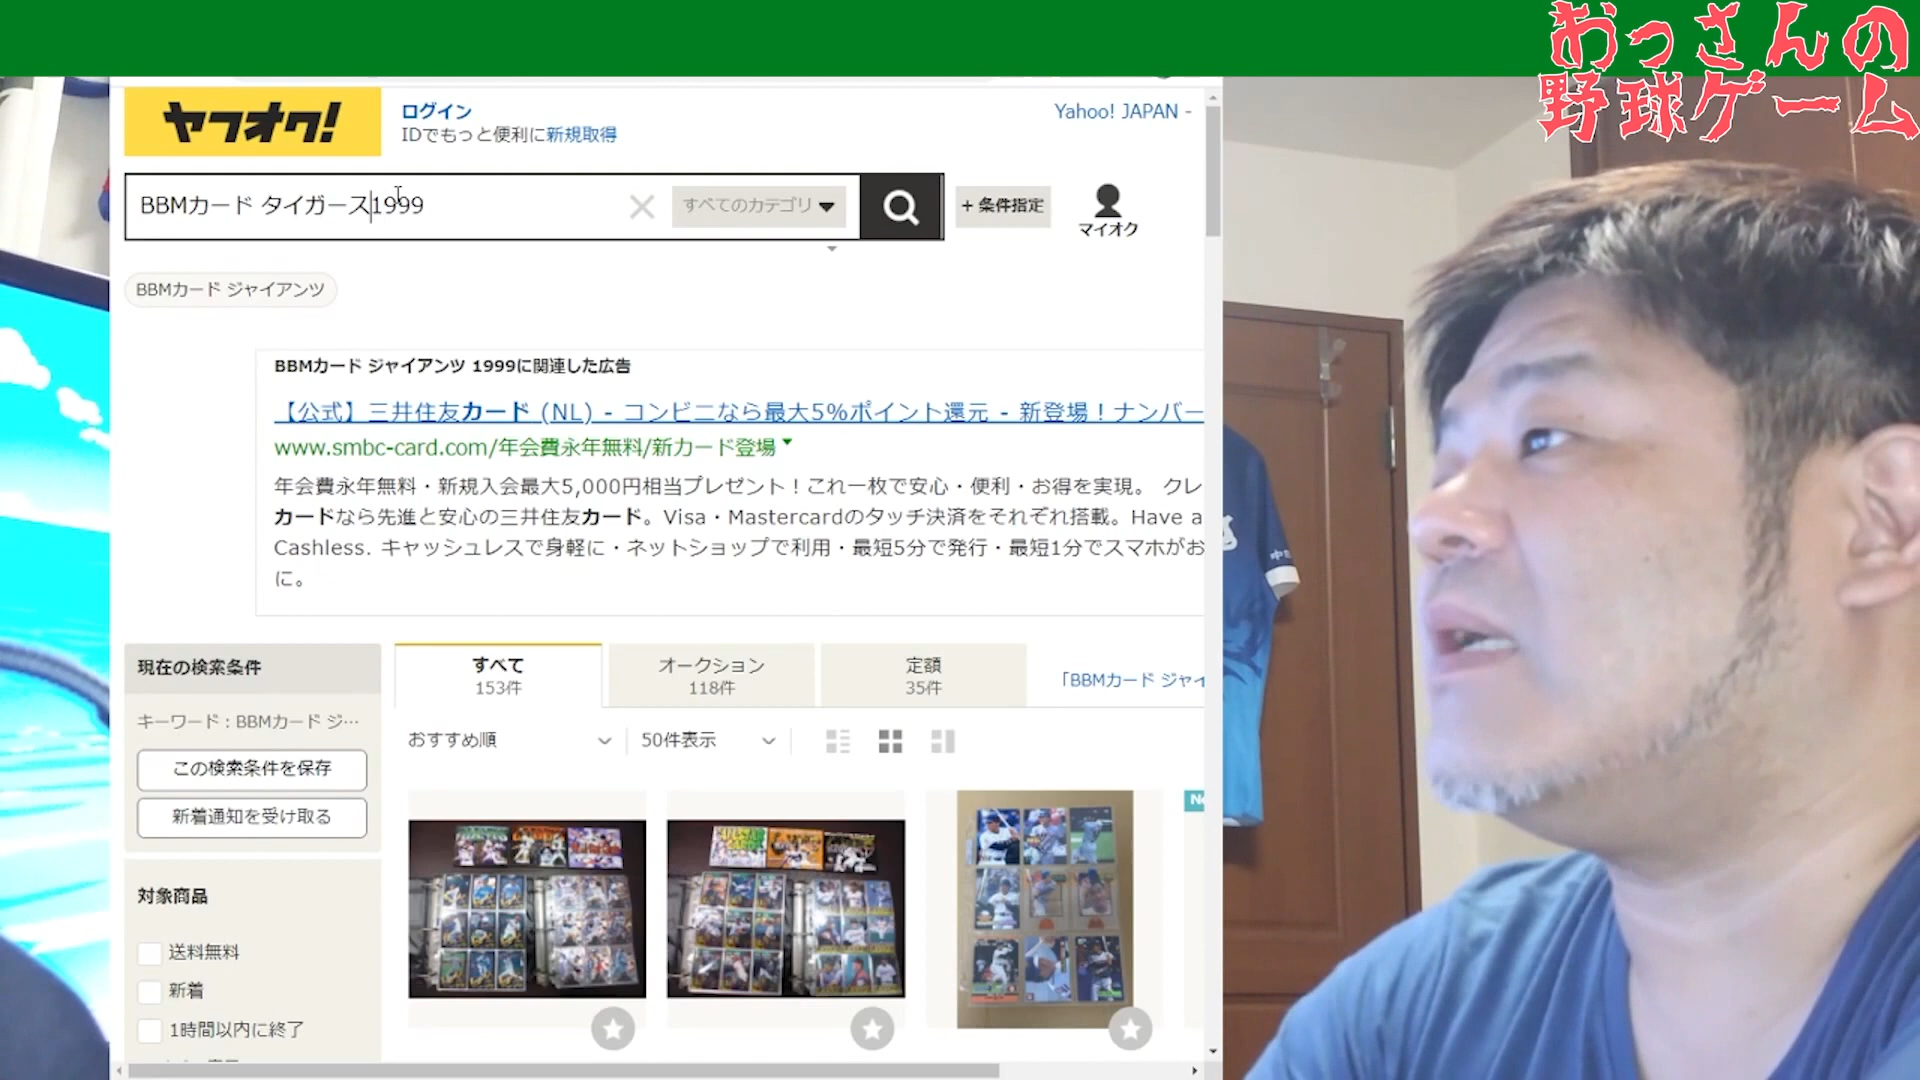 おっさんの
野球ゲーム
ヤフオク!
ログイン
IDでもっと便利に新規取得
Yahoo! JAPAN -
BBMカード タイガース1999
すべてのカテゴリ
+ 条件指定
マイオク
BBMカード ジャイアンツ
BBMカード ジャイアンツ 1999に関連した広告
【公式】三井住友カード (NL) - コンビニなら最大5%ポイント還元 - 新登場！ナンバー
www.smbc-card.com/年会費永年無料/新カード登場
年会費永年無料・新規入会最大5,000円相当プレゼント！これ一枚で安心・便利・お得を実現。 クレ
カードなら先進と安心の三井住友カード。Visa・Mastercardのタッチ決済をそれぞれ搭載。Have a
Cashless. キャッシュレスで身軽に・ネットショップで利用・最短5分で発行・最短1分でスマホがお
に。
現在の検索条件
キーワード : BBMカード ジ…
この検索条件を保存
新着通知を受け取る
すべて
153件
オークション
118件
定額
35件
「BBMカード ジャイ
おすすめ順
50件表示
対象商品
送料無料
新着
1時間以内に終了